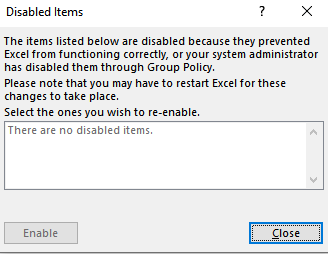 Disabled Items
?
The items listed below are disabled because they prevented
Excel from functioning correctly, or your system administrator
has disabled them through Group Policy.
Please note that you may have to restart Excel for these
changes to take place.
Select the ones you wish to re-enable.
There are no disabled items.
Enable
Close